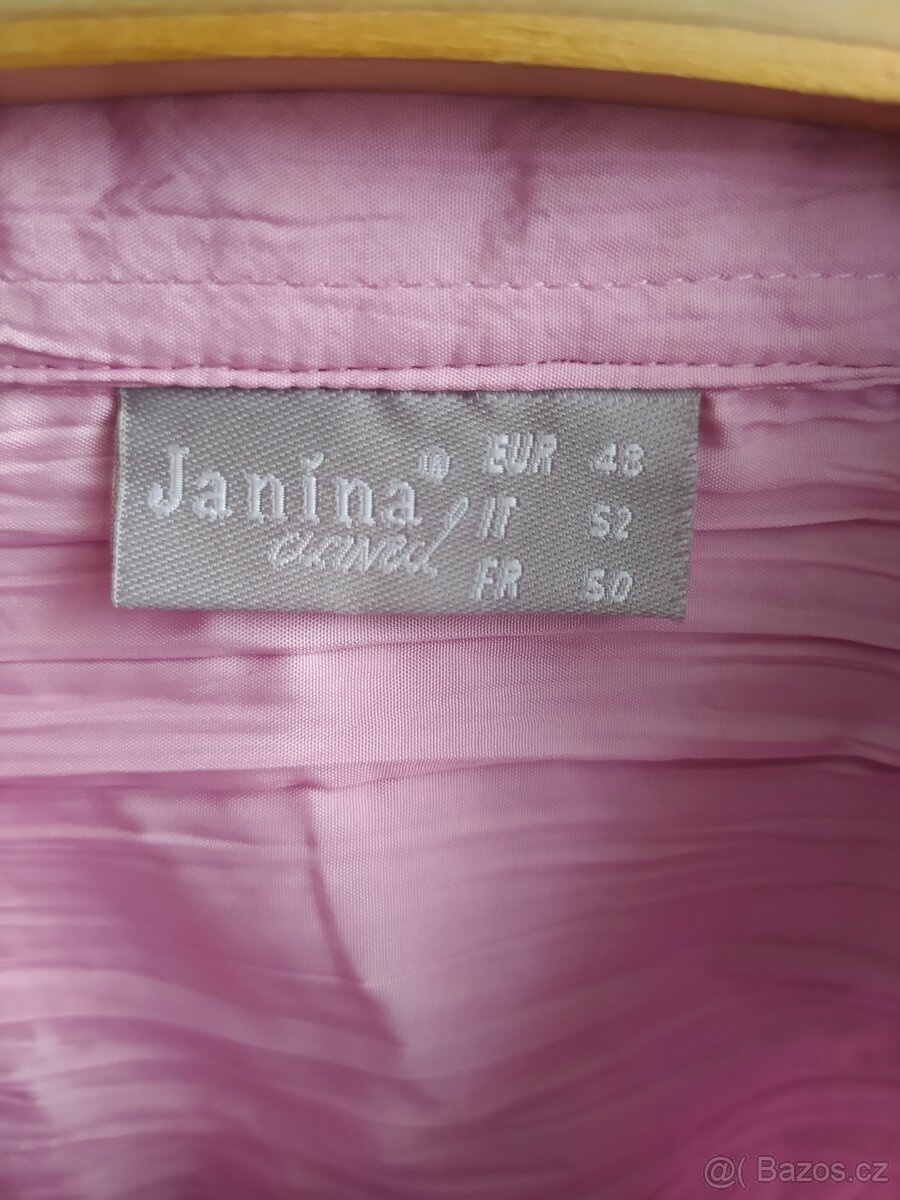 Janina® EUR 48
IT 52
curved FR 50
@( Bazos.cz